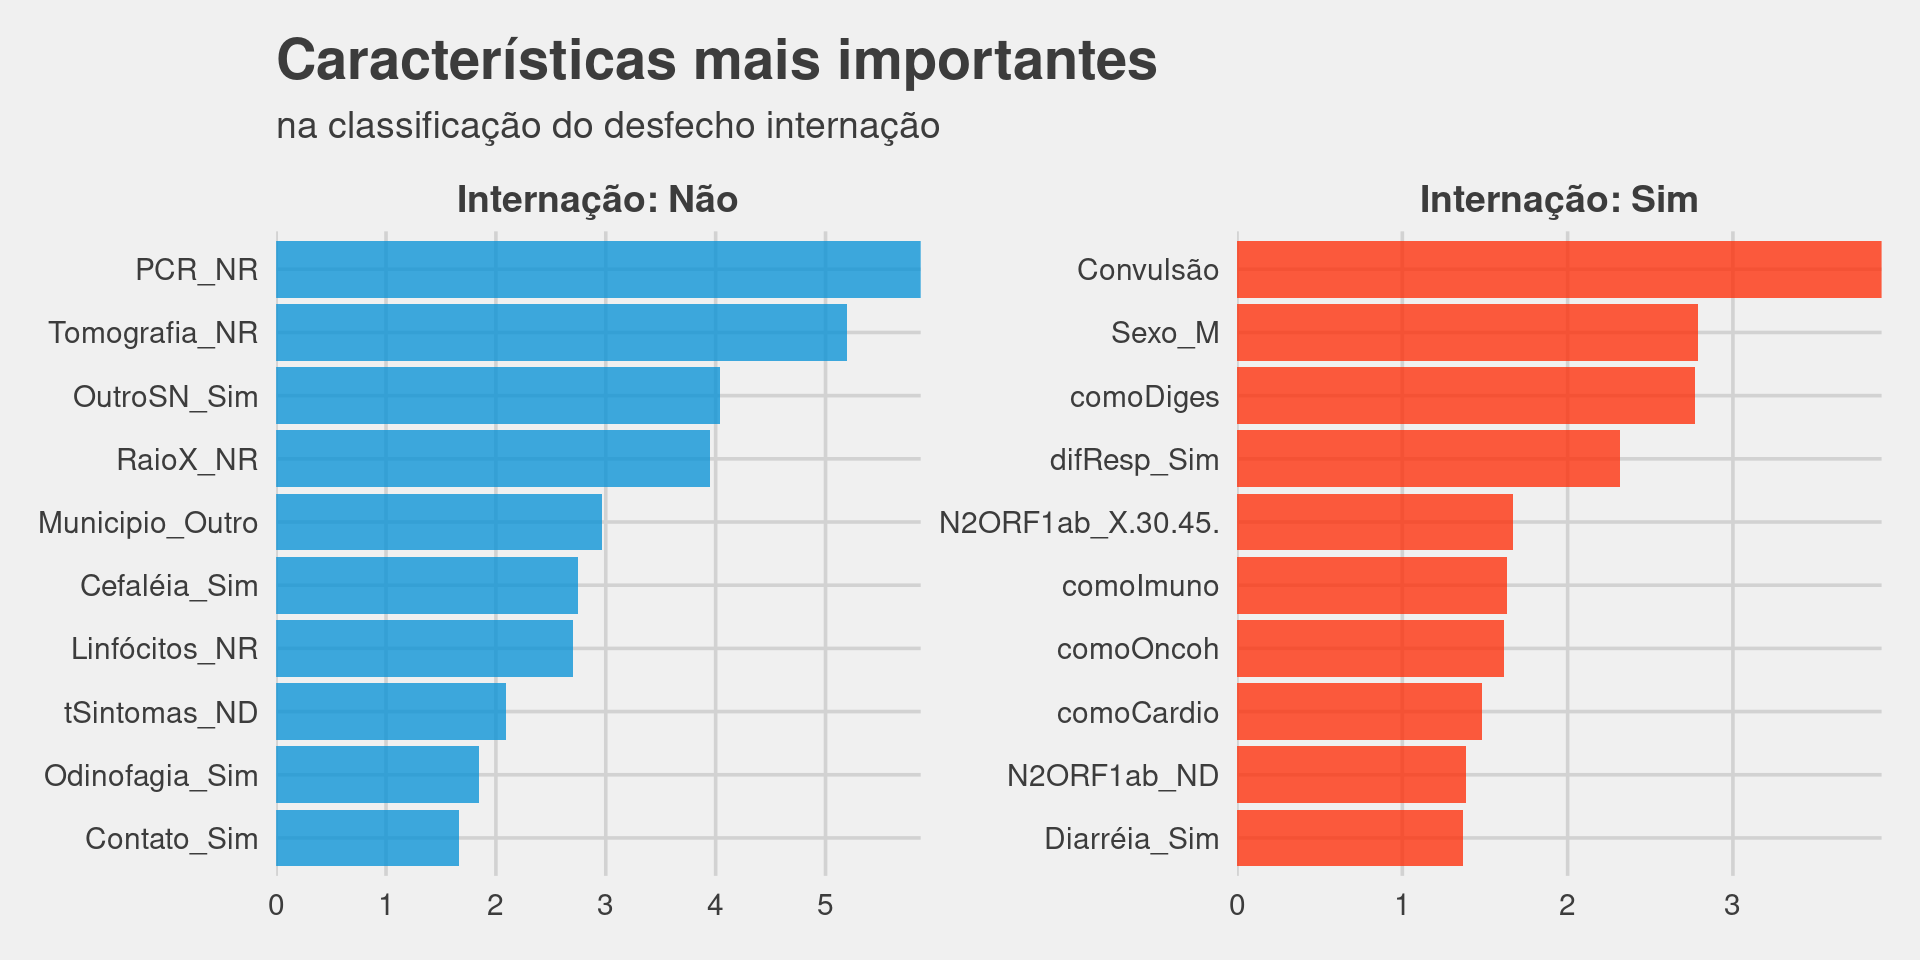 Características mais importantes
na classificação do desfecho internação
Internação: Não
PCR_NR
Tomografia_NR
OutroSN_Sim
RaioX_NR
Municipio_Outro
Cefaléia_Sim
Linfócitos_NR
tSintomas_ND
Odinofagia_Sim
Contato_Sim
0 1 2 3 4 5
Internação: Sim
Convulsão
Sexo_M
comoDiges
difResp_Sim
N2ORF1ab_X.30.45.
comoImuno
comoOncoh
comoCardio
N2ORF1ab_ND
Diarréia_Sim
0 1 2 3